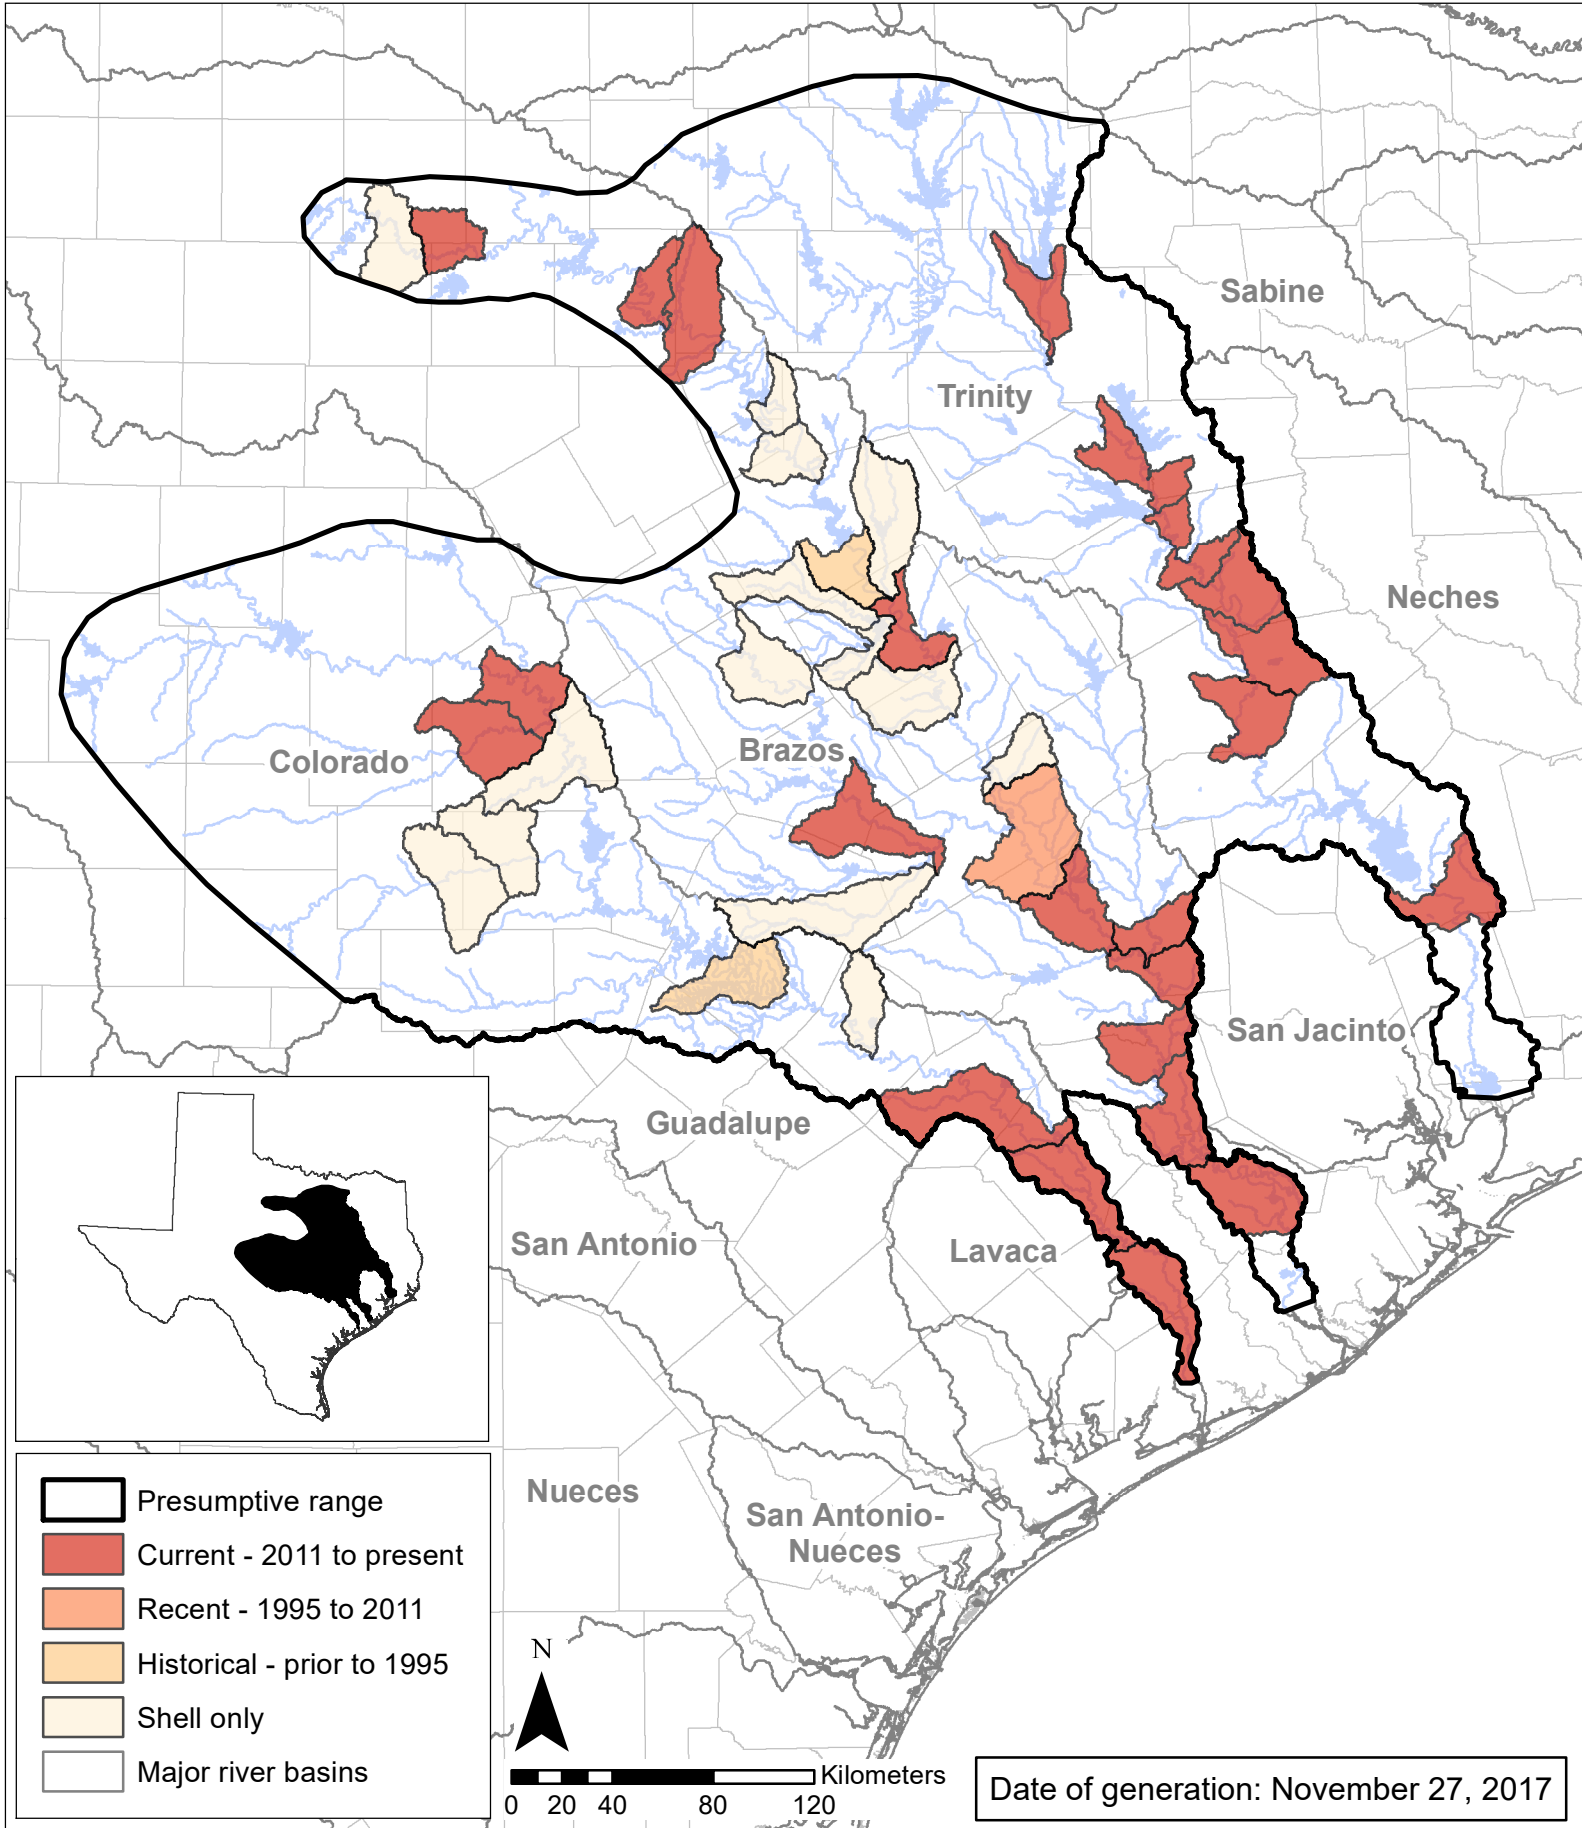 Sabine
Trinity
Neches
Brazos
Colorado
San Jacinto
Guadalupe
San Antonio
Lavaca
Nueces
San Antonio-
Nueces
Presumptive range
Current - 2011 to present
Recent - 1995 to 2011
Historical - prior to 1995
Shell only
Major river basins
N
Kilometers
0 20 40 80 120
Date of generation: November 27, 2017